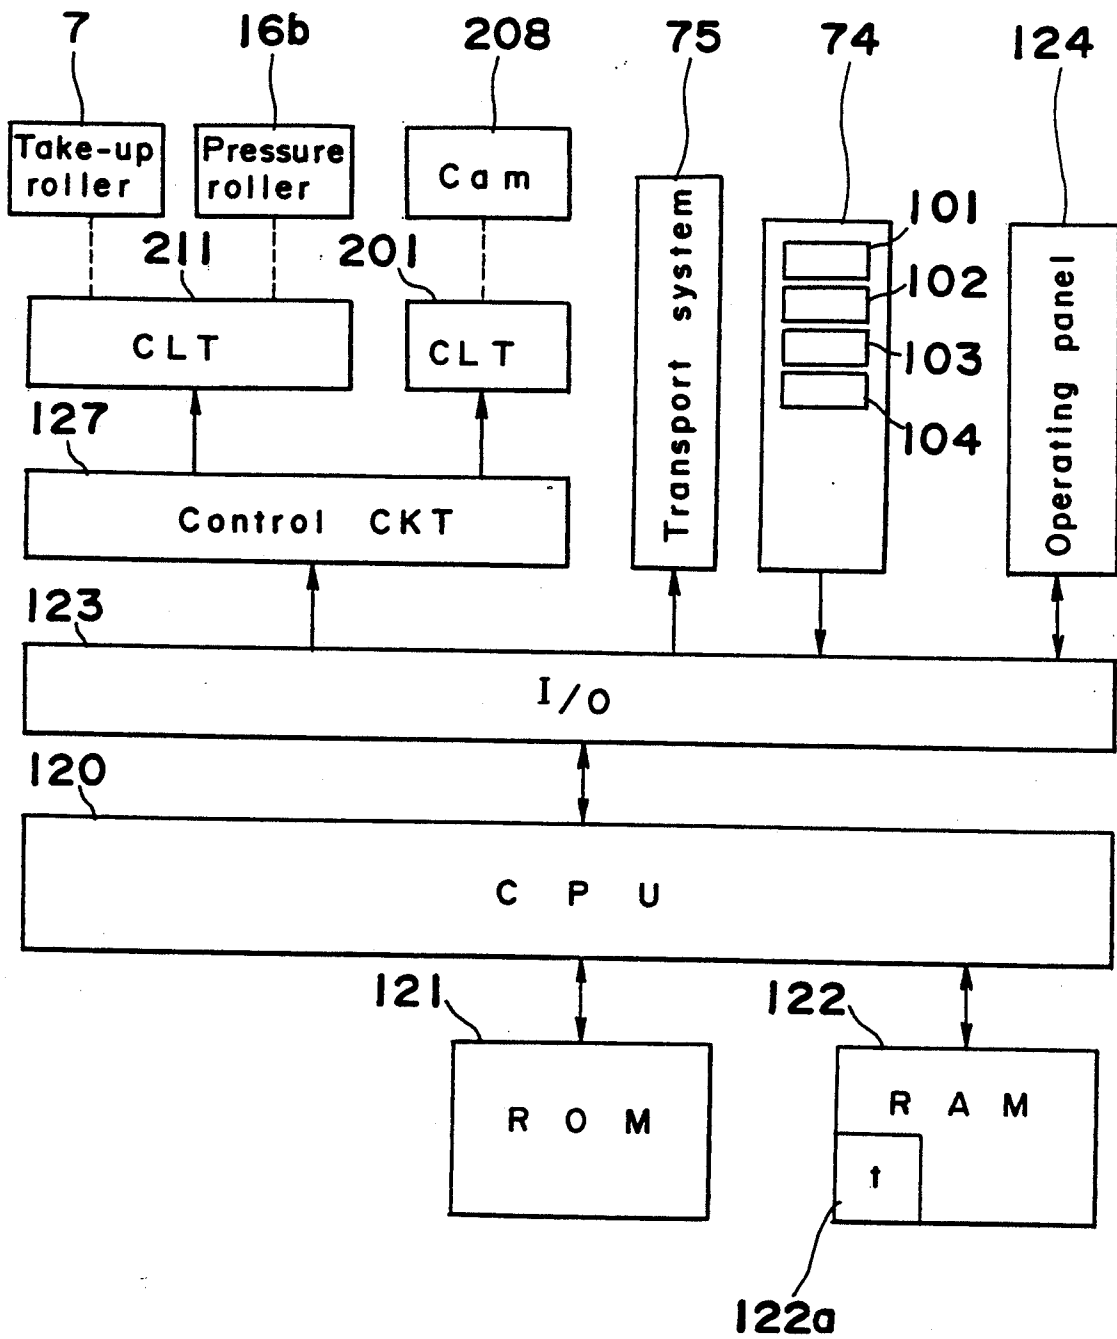 7
16b
208
75
74
124
Take-up
roller
Pressure
roller
Cam
Transport system
101
102
103
104
Operating panel
211
201
CLT
CLT
127
Control CKT
123
I/O
120
CPU
121
122
ROM
RAM
t
122a